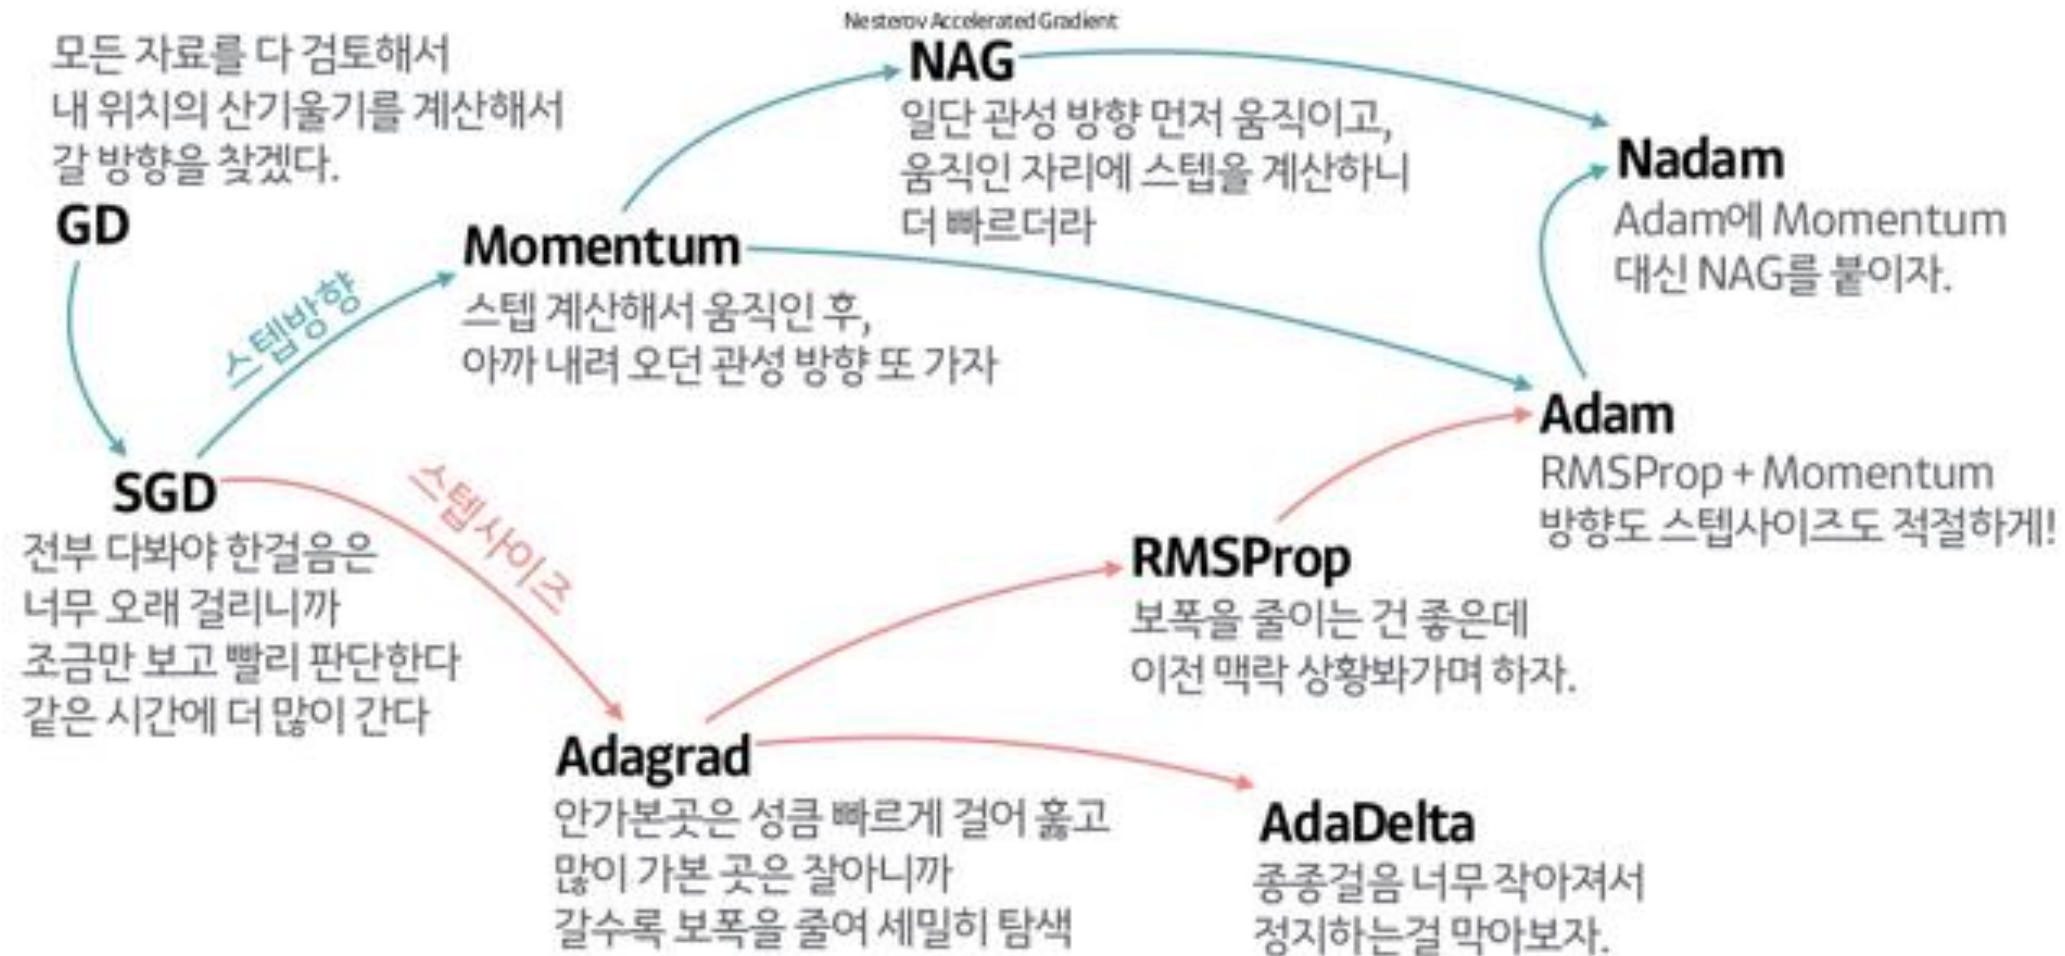 모든 자료를 다 검토해서
내 위치의 산기울기를 계산해서
갈 방향을 찾겠다.
GD
스텝방향
SGD
전부 다봐야 한걸음은
너무 오래 걸리니까
조금만 보고 빨리 판단한다
같은 시간에 더 많이 간다
스텝사이즈
Momentum
스텝 계산해서 움직인 후,
아까 내려 오던 관성 방향 또 가자
Nesterov Accelerated Gradient
NAG
일단 관성 방향 먼저 움직이고,
움직인 자리에 스텝을 계산하니
더 빠르더라
Nadam
Adam에 Momentum
대신 NAG를 붙이자.
Adam
RMSProp + Momentum
방향도 스텝사이즈도 적절하게!
RMSProp
보폭을 줄이는 건 좋은데
이전 맥락 상황봐가며 하자.
Adagrad
안가본곳은 성큼 빠르게 걸어 훓고
많이 가본 곳은 잘아니까
갈수록 보폭을 줄여 세밀히 탐색
AdaDelta
종종걸음 너무 작아져서
정지하는걸 막아보자.